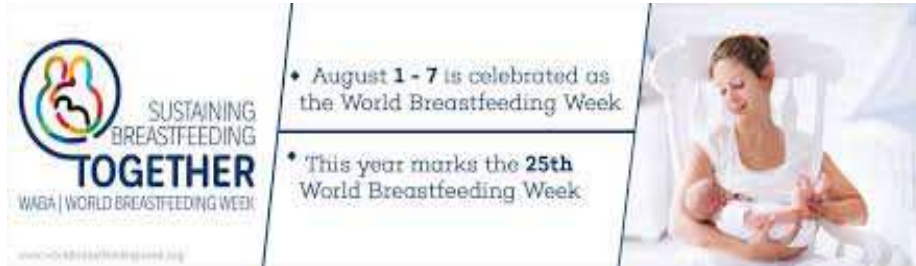 SUSTAINING
BREASTFEEDING
TOGETHER
WABA | WORLD BREASTFEEDING WEEK
• August 1 - 7 is celebrated as
the World Breastfeeding Week
• This year marks the 25th
World Breastfeeding Week